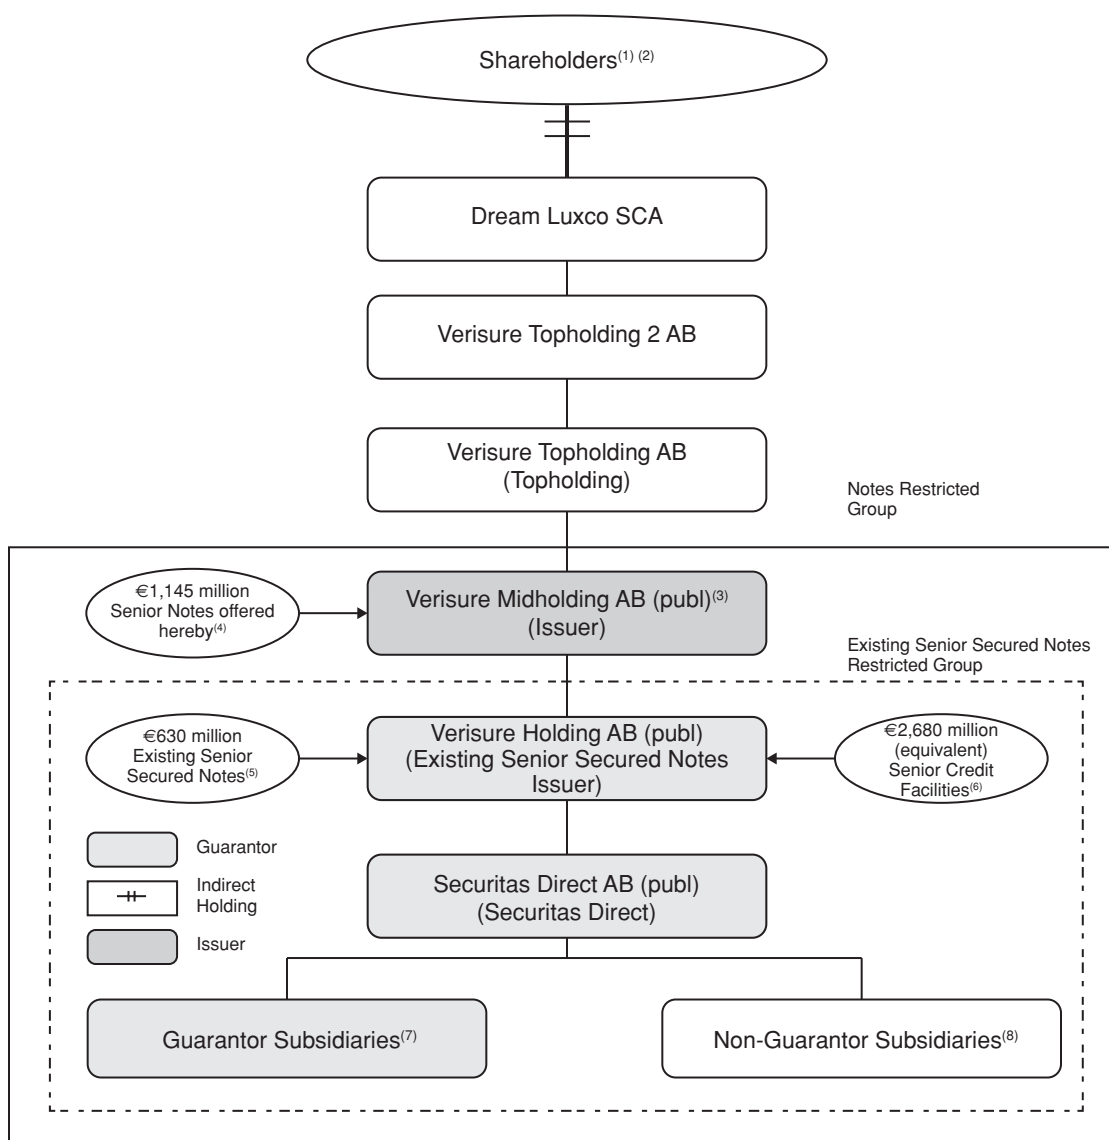 Shareholders(1) (2)
Dream Luxco SCA
Verisure Topholding 2 AB
Verisure Topholding AB
(Topholding)
Notes Restricted
Group
€1,145 million
Senior Notes offered
hereby(4)
Verisure Midholding AB (publ)(3)
(Issuer)
Existing Senior Secured Notes
Restricted Group
€630 million
Existing Senior
Secured Notes(5)
Verisure Holding AB (publ)
(Existing Senior Secured Notes
Issuer)
€2,680 million
(equivalent)
Senior Credit
Facilities(6)
Guarantor
Indirect
Holding
Issuer
Securitas Direct AB (publ)
(Securitas Direct)
Guarantor Subsidiaries(7)
Non-Guarantor Subsidiaries(8)